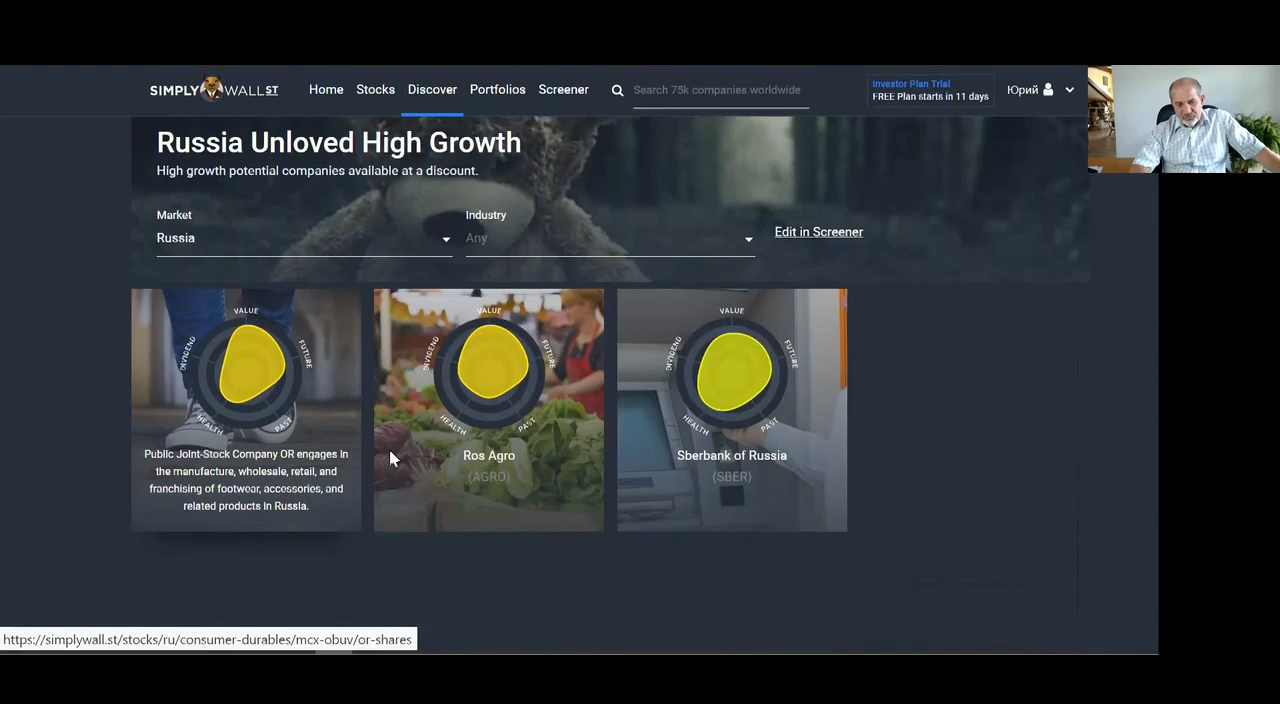 SIMPLY WALL ST
Home Stocks Discover Portfolios Screener
Search 75k companies worldwide
Investor Plan Trial
FREE Plan starts in 11 days
Юрий
Russia Unloved High Growth
High growth potential companies available at a discount.
Market
Russia
Industry
Any
Edit in Screener
VALUE
FUTURE
PAST
HEALTH
DIVIDEND
Public Joint-Stock Company OR engages in
the manufacture, wholesale, retail, and
franchising of footwear, accessories, and
related products in Russia.
VALUE
FUTURE
PAST
HEALTH
DIVIDEND
Ros Agro
(AGRO)
VALUE
FUTURE
PAST
HEALTH
DIVIDEND
Sberbank of Russia
(SBER)
https://simplywall.st/stocks/ru/consumer-durables/mcx-obuv/or-shares